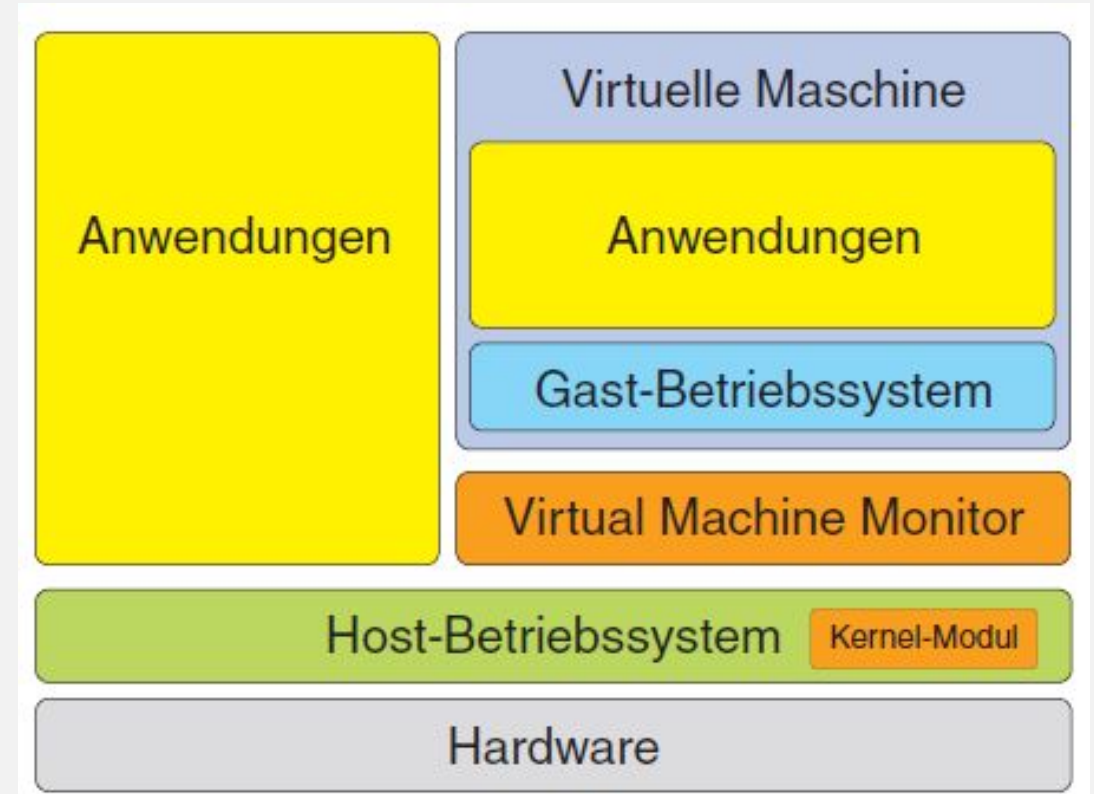 Virtuelle Maschine
Anwendungen
Anwendungen
Gast-Betriebssystem
Virtual Machine Monitor
Host-Betriebssystem
Kernel-Modul
Hardware